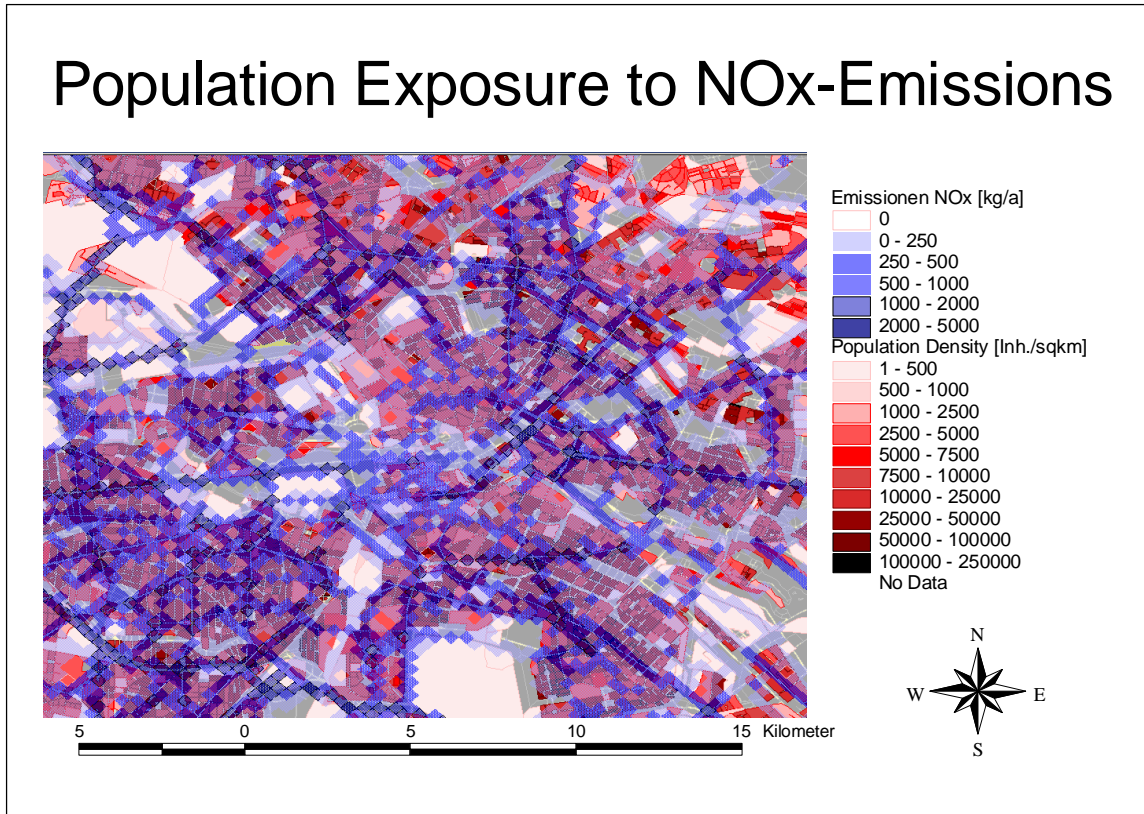 Population Exposure to NOx-Emissions
Emissionen NOx [kg/a]
0
0 - 250
250 - 500
500 - 1000
1000 - 2000
2000 - 5000
Population Density [Inh./sqkm]
1 - 500
500 - 1000
1000 - 2500
2500 - 5000
5000 - 7500
7500 - 10000
10000 - 25000
25000 - 50000
50000 - 100000
100000 - 250000
No Data
N
W E
S
5 0 5 10 15 Kilometer